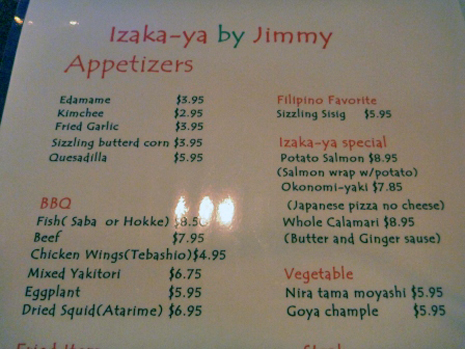 Izaka-ya by Jimmy
Appetizers
Edamame $3.95
Kimchee $2.95
Fried Garlic $3.95
Sizzling butterd corn $3.95
Quesadilla $5.95
BBQ
Fish( Saba or Hokke) $8.50
Beef $7.95
Chicken Wings(Tebashio)$4.95
Mixed Yakitori $6.75
Eggplant $5.95
Dried Squid(Atarime) $6.95
Filipino Favorite
Sizzling Sisig $5.95
Izaka-ya special
Potato Salmon $8.95
(Salmon wrap w/potato)
Okonomi-yaki $7.85
(Japanese pizza no cheese)
Whole Calamari $8.95
(Butter and Ginger sause)
Vegetable
Nira tama moyashi $5.95
Goya chample $5.95